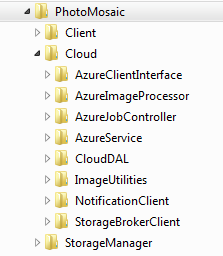 PhotoMosaic
Client
Cloud
AzureClientInterface
AzureImageProcessor
AzureJobController
AzureService
CloudDAL
ImageUtilities
NotificationClient
StorageBrokerClient
StorageManager